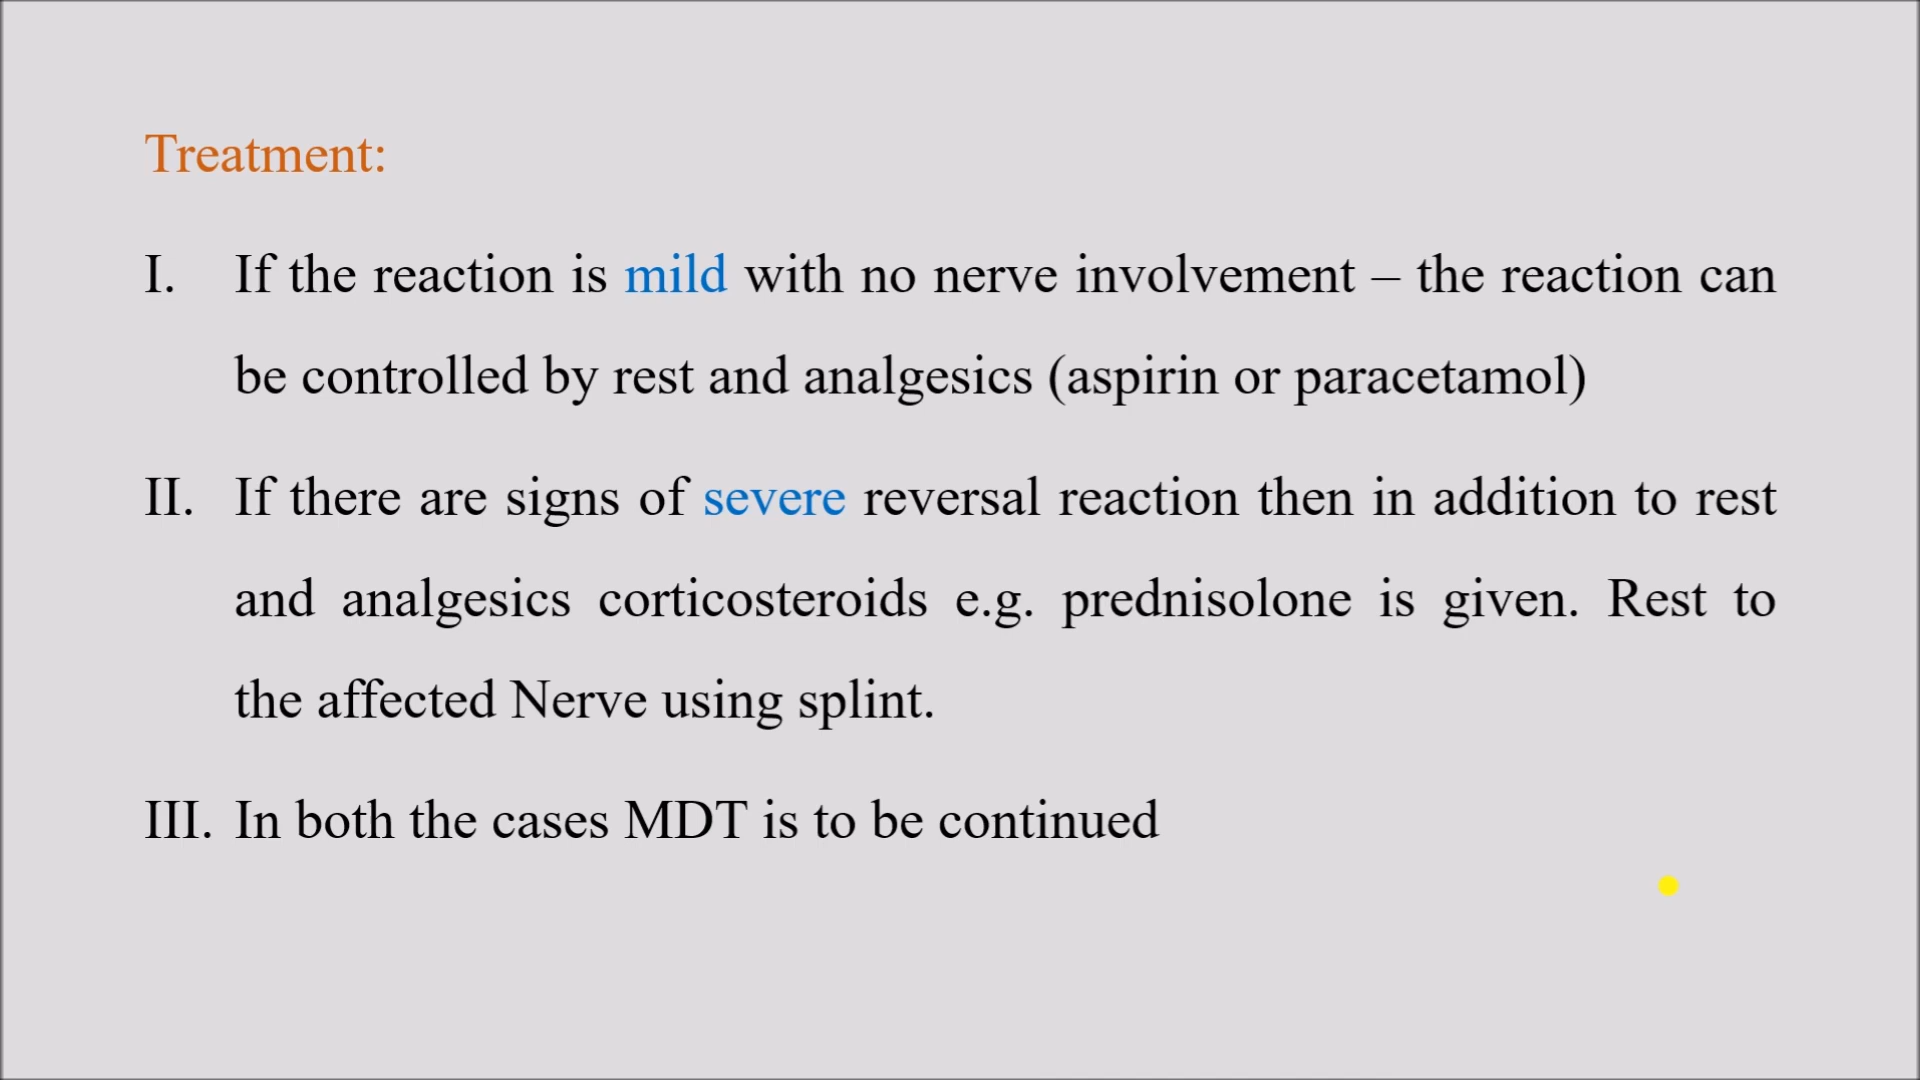 Treatment:
I. If the reaction is mild with no nerve involvement – the reaction can
be controlled by rest and analgesics (aspirin or paracetamol)
II. If there are signs of severe reversal reaction then in addition to rest
and analgesics corticosteroids e.g. prednisolone is given. Rest to
the affected Nerve using splint.
III. In both the cases MDT is to be continued